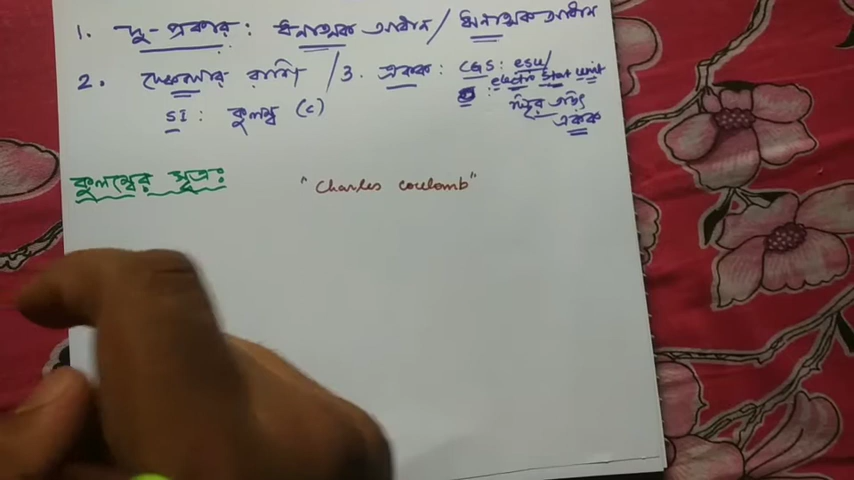 1. দু-প্রকার : ধনাত্মক আধান / ঋনাত্মক আধান
2. স্কেলার রাশি / 3. একক : CGS : esu/
: electro stat unit
SI : কুলম্ব (C) স্থির তড়িৎ
একক
কুলম্বের সূত্র:
"Charles coulomb"